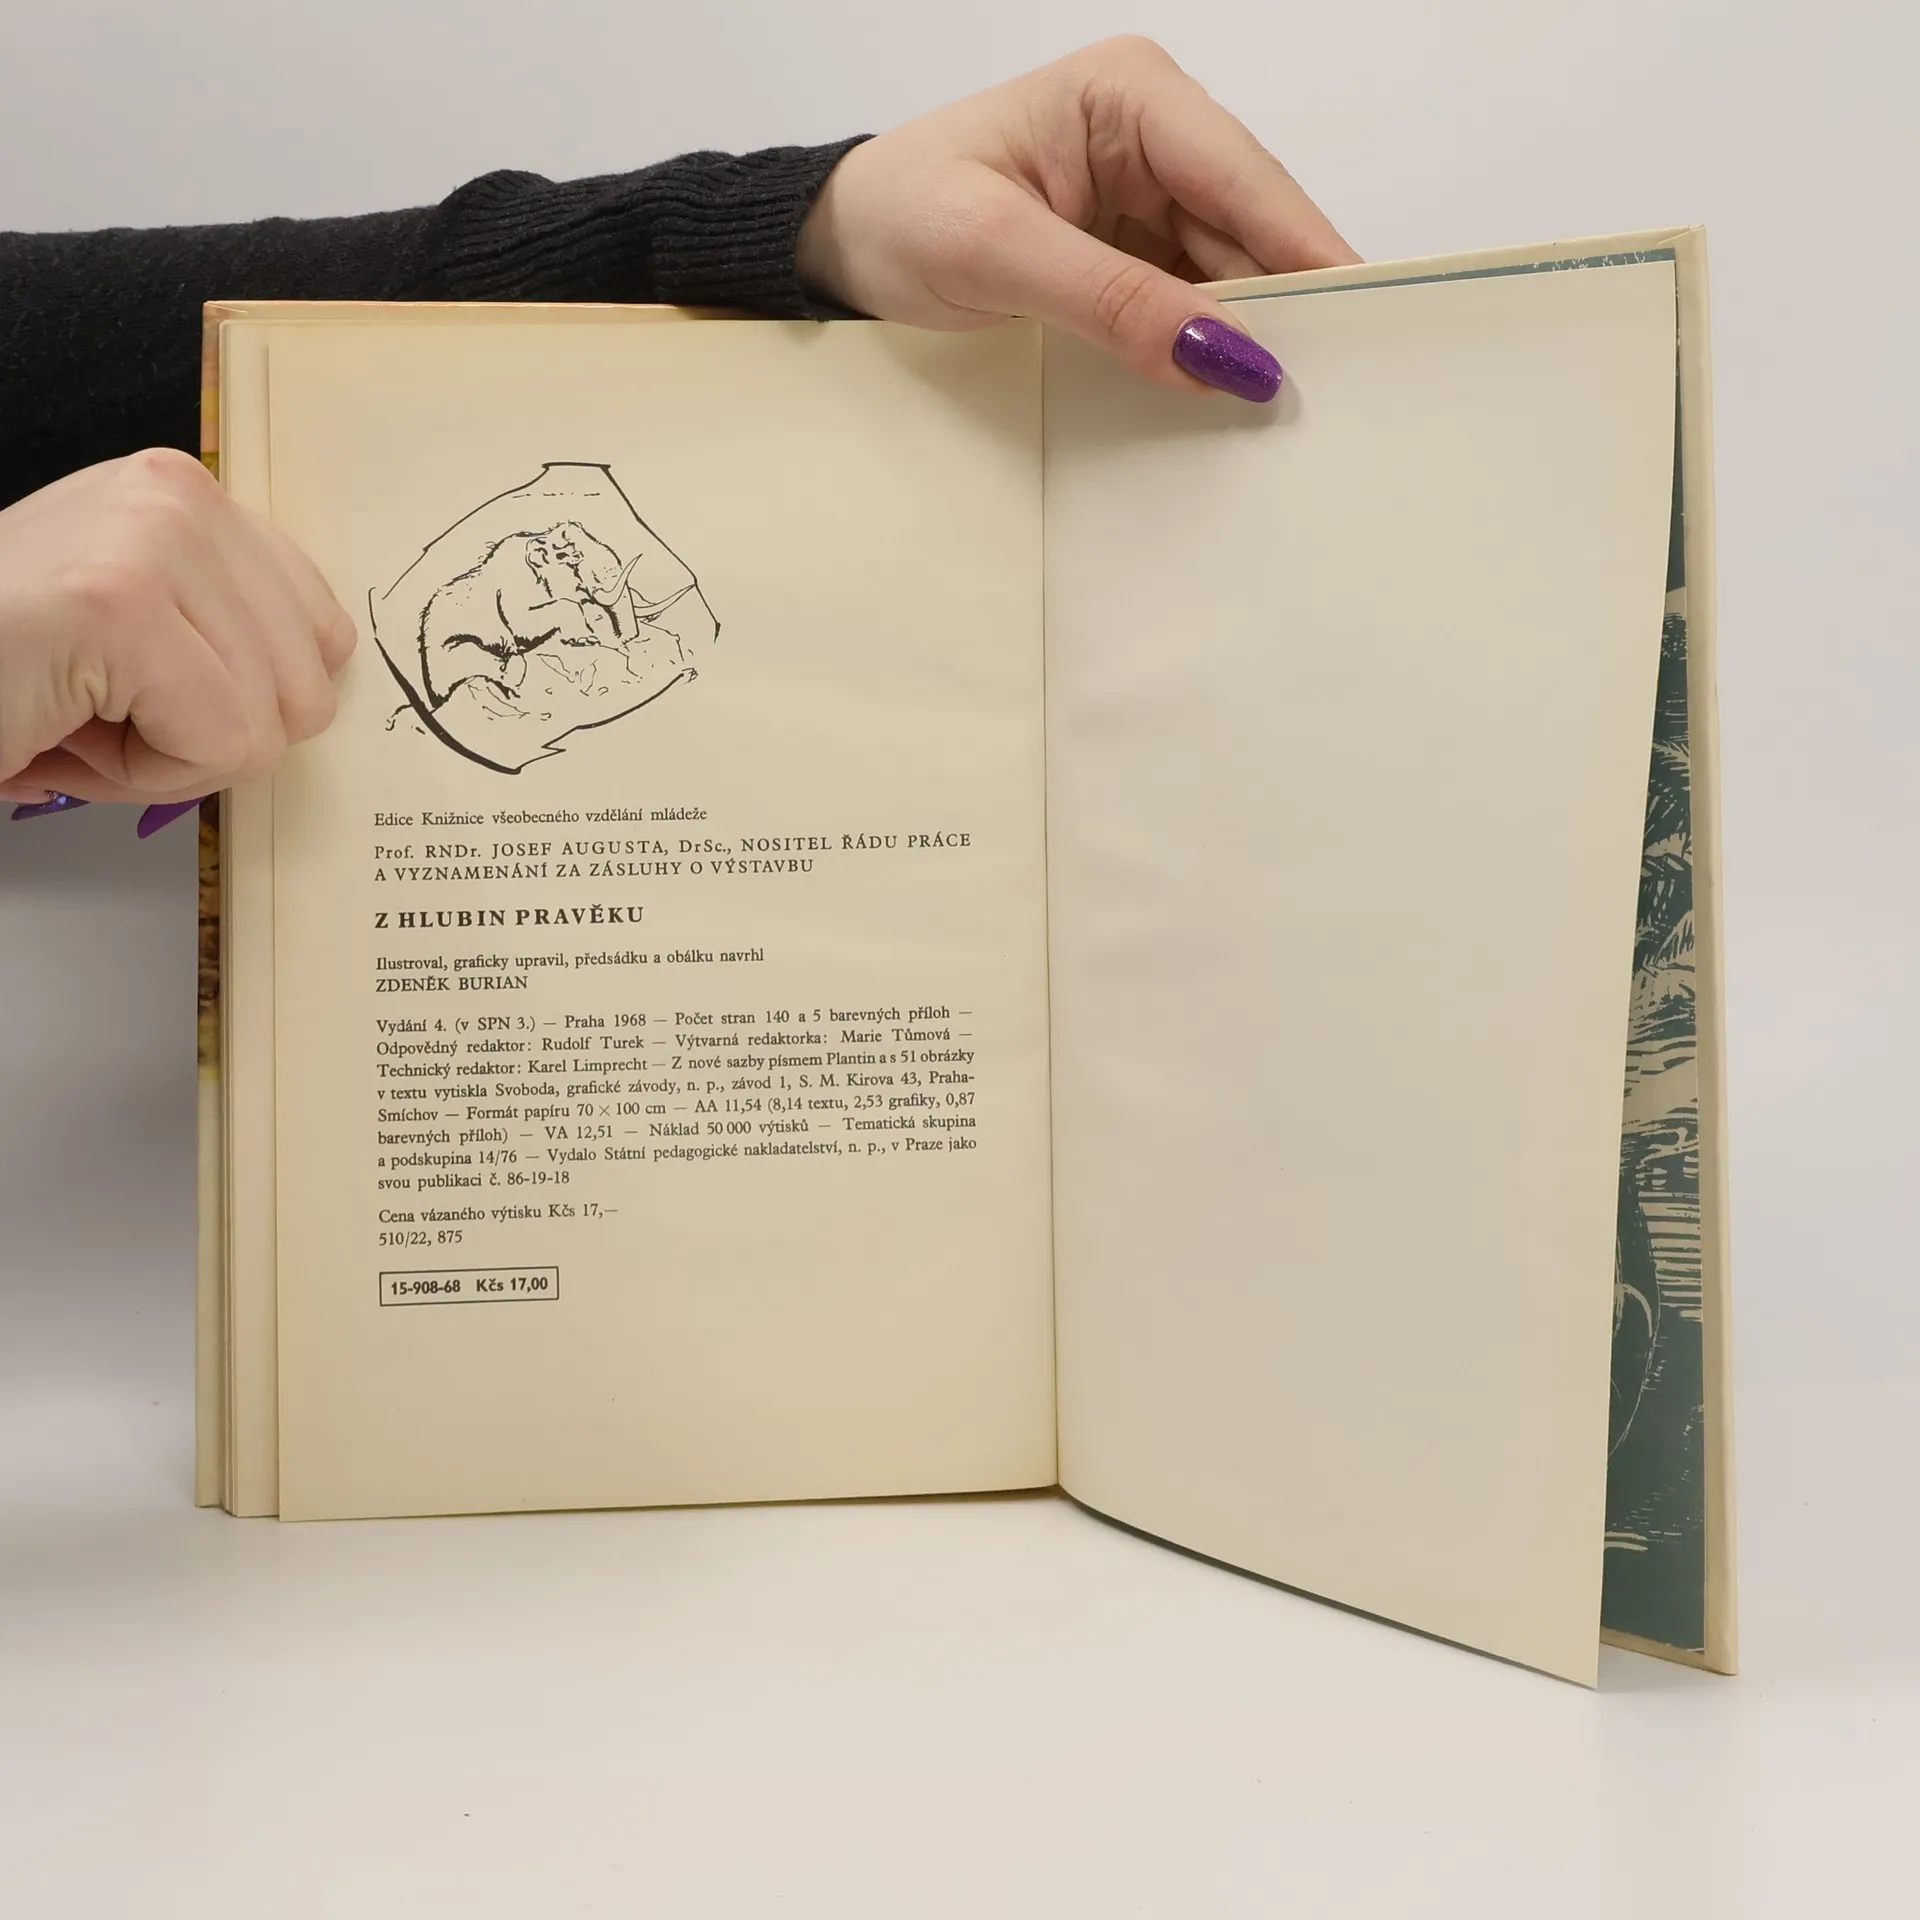 Edice Knižnice všeobecného vzdělání mládeže
Prof. RNDr. JOSEF AUGUSTA, DrSc., NOSITEL ŘÁDU PRÁCE
A VYZNAMENÁNÍ ZA ZÁSLUHY O VÝSTAVBU
Z HLUBIN PRAVĚKU
Ilustroval, graficky upravil, předsádku a obálku navrhl
ZDENĚK BURIAN
Vydání 4. (v SPN 3.) — Praha 1968 — Počet stran 140 a 5 barevných příloh —
Odpovědný redaktor: Rudolf Turek — Výtvarná redaktorka: Marie Tůmová —
Technický redaktor: Karel Limprecht — Z nové sazby písmem Plantin a s 51 obrázky
v textu vytiskla Svoboda, grafické závody, n. p., závod 1, S. M. Kirova 43, Praha-
Smíchov — Formát papíru 70 × 100 cm — AA 11,54 (8,14 textu, 2,53 grafiky, 0,87
barevných příloh) — VA 12,51 — Náklad 50 000 výtisků — Tematická skupina
a podskupina 14/76 — Vydalo Státní pedagogické nakladatelství, n. p., v Praze jako
svou publikaci č. 86-19-18
Cena vázaného výtisku Kčs 17,—
510/22, 875
15-908-68 Kčs 17,00